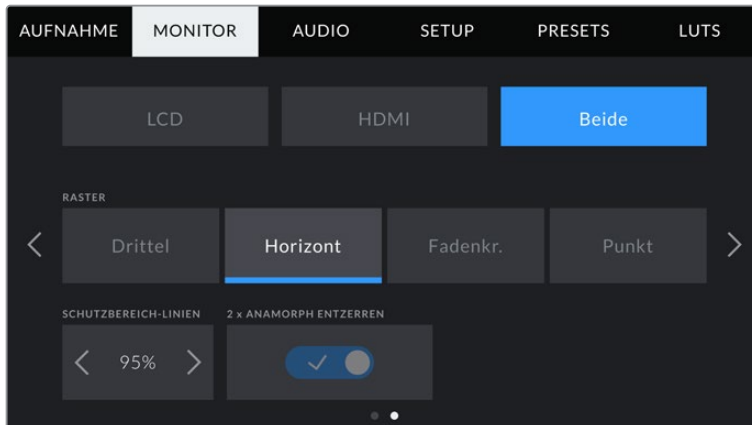 AUFNAHME MONITOR AUDIO SETUP PRESETS LUTS
LCD HDMI Beide
RASTER
Drittel Horizont Fadenkr. Punkt
SCHUTZBEREICH-LINIEN 2 x ANAMORPH ENTZERREN
95%